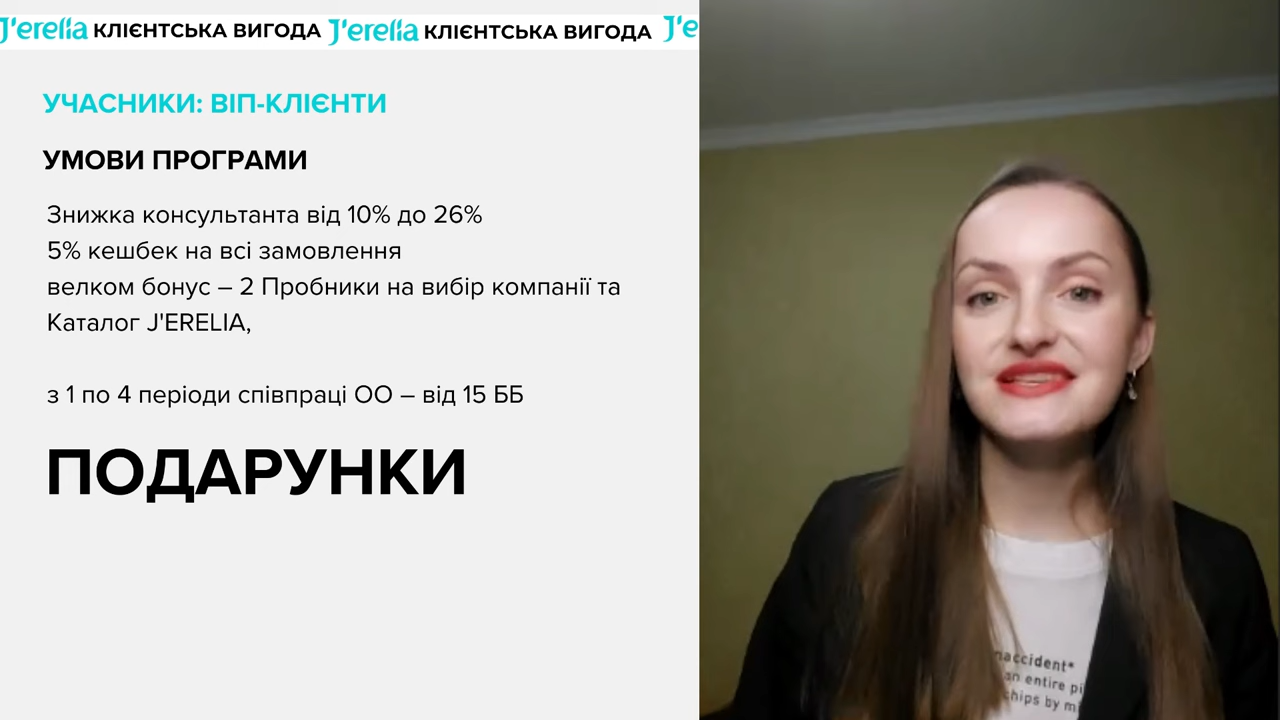 J'erelia КЛІЄНТСЬКА ВИГОДА J'erelia КЛІЄНТСЬКА ВИГОДА J'e
УЧАСНИКИ: ВІП-КЛІЄНТИ
УМОВИ ПРОГРАМИ
Знижка консультанта від 10% до 26%
5% кешбек на всі замовлення
велком бонус – 2 Пробники на вибір компанії та
Каталог J'ERELIA,
з 1 по 4 періоди співпраці ОО – від 15 ББ
ПОДАРУНКИ
accident*
an entire